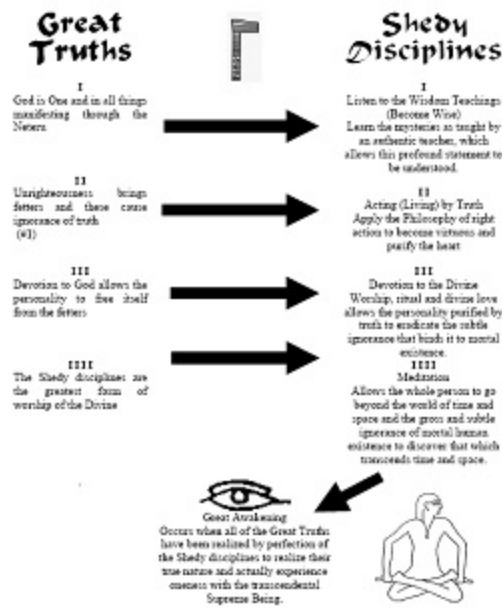 Great
Truths
Shedy
Disciplines
I
God is One and in all things
manifesting through the
Neteru
II
Unrighteousness brings
fetters and these cause
ignorance of truth
(#1)
III
Devotion to God allows the
personality to free itself
from the fetters
IIII
The Shedy disciplines are
the greatest form of
worship of the Divine
I
Listen to the Wisdom Teachings
(Become Wise)
Learn the mysteries as taught by
an authentic teacher, which
allows this profound statement to
be understood.
II
Acting (Living) by Truth
Apply the Philosophy of right
action to become virtuous and
purify the heart
III
Devotion to the Divine
Worship, ritual and divine love
allows the personality purified by
truth to eradicate the subtle
ignorance that binds it to mortal
existence.
IIII
Meditation
Allows the whole person to go
beyond the world of time and
space and the gross and subtle
ignorance of mortal human
existence to discover that which
transcends time and space.
Great Awakening
Occurs when all of the Great Truths
have been realized by perfection of
the Shedy disciplines to realize their
true nature and actually experience
oneness with the transcendental
Supreme Being.